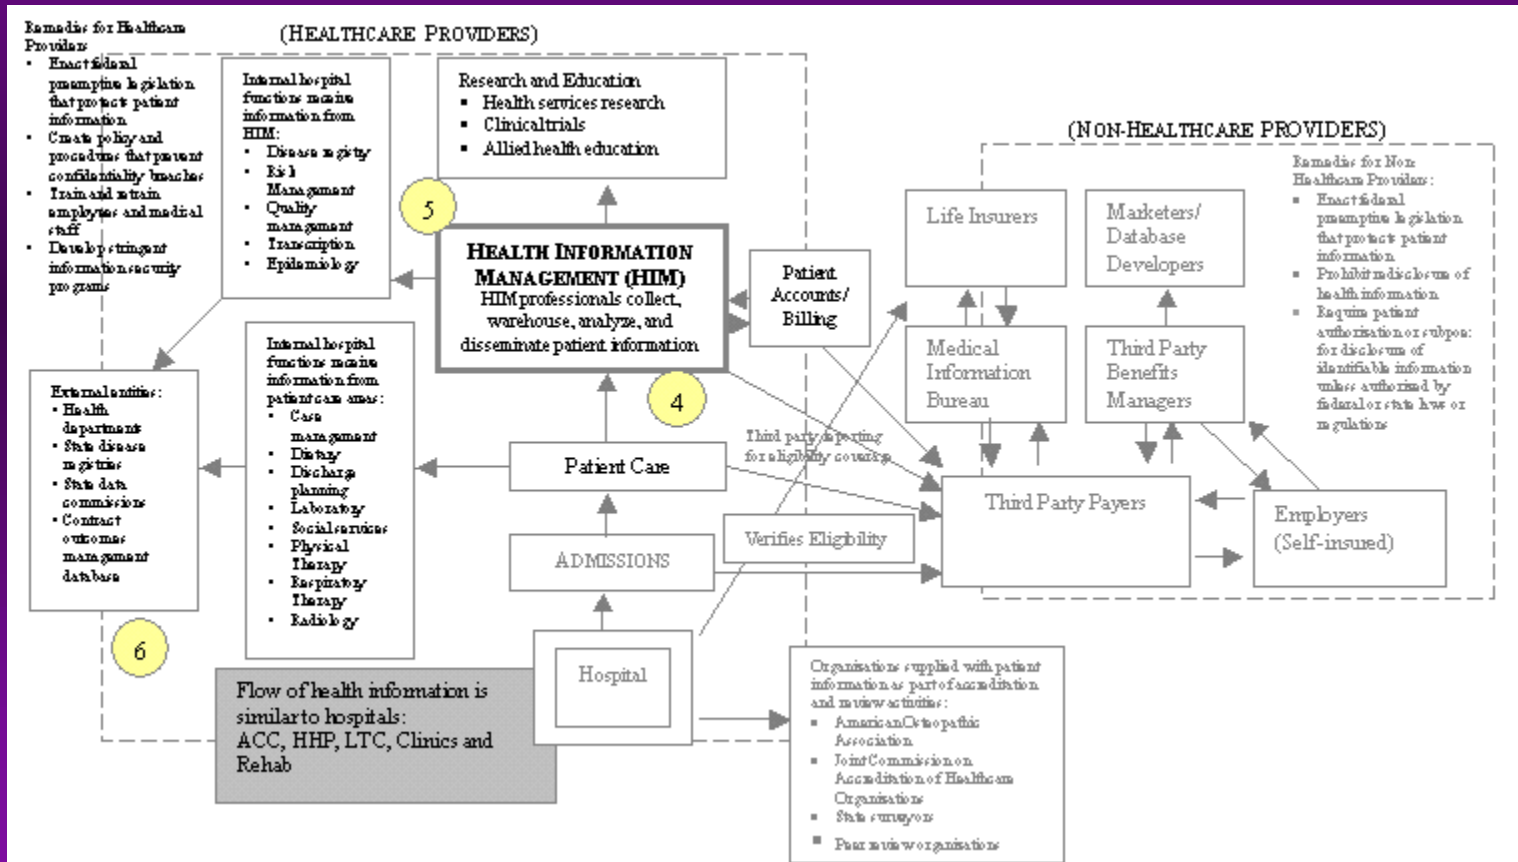 Remedies for Healthcare
Providers
• Enact federal
preemptive legislation
that protects patient
information
• Create policy and
procedures that prevent
confidentiality breaches
• Train and retrain
employees and medical
staff
• Develop stringent
information security
programs
(HEALTHCARE PROVIDERS)
Internal hospital
functions receive
information from
HIM:
• Disease registry
• Risk
Management
• Quality
management
• Transcription
• Epidemiology
Research and Education
▪ Health services research
▪ Clinical trials
▪ Allied health education
5
HEALTH INFORMATION
MANAGEMENT (HIM)
HIM professionals collect,
warehouse, analyze, and
disseminate patient information
4
Patient
Accounts/
Billing
External entities:
• Health
departments
• State disease
registries
• State data
commissions
• Contract
outcomes
management
database
6
Internal hospital
functions receive
information from
patient care areas:
• Case
management
• Dietary
• Discharge
planning
• Laboratory
• Social services
• Physical
Therapy
• Respiratory
Therapy
• Radiology
Patient Care
ADMISSIONS
Hospital
Third party reporting
for eligibility coverage
Verifies Eligibility
Flow of health information is
similar to hospitals:
ACC, HHP, LTC, Clinics and
Rehab
(NON-HEALTHCARE PROVIDERS)
Life Insurers
Marketers/
Database
Developers
Medical
Information
Bureau
Third Party
Benefits
Managers
Third Party Payers
Employers
(Self-insured)
Remedies for Non-
Healthcare Providers:
▪ Enact federal
preemptive legislation
that protects patient
information
▪ Prohibit redisclosure of
health information
▪ Require patient
authorization or subpoe:
for disclosure of
identifiable information
unless authorized by
federal or state laws or
regulations
Organizations supplied with patient
information as part of accreditation
and review activities:
• American Osteopathic
Association
• Joint Commission on
Accreditation of Healthcare
Organizations
• State surveyors
▪ Peer review organizations